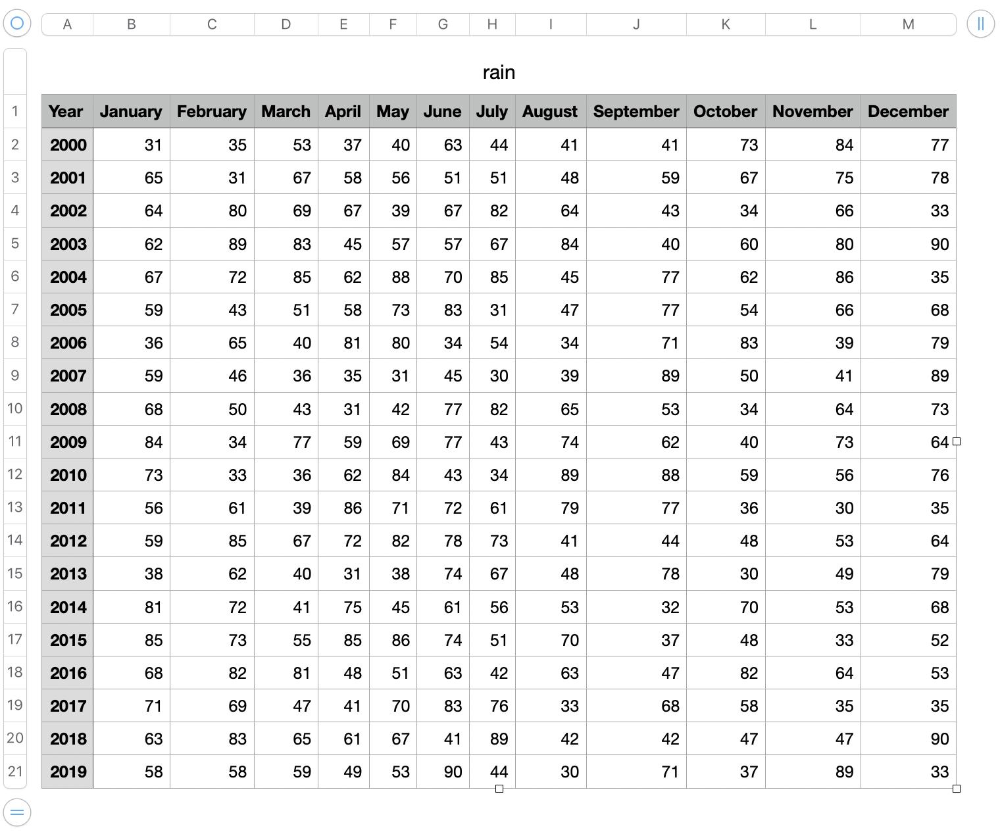 A B C D E F G H I J K L M
rain
1 Year January February March April May June July August September October November December
2 2000 31 35 53 37 40 63 44 41 41 73 84 77
3 2001 65 31 67 58 56 51 51 48 59 67 75 78
4 2002 64 80 69 67 39 67 82 64 43 34 66 33
5 2003 62 89 83 45 57 57 67 84 40 60 80 90
6 2004 67 72 85 62 88 70 85 45 77 62 86 35
7 2005 59 43 51 58 73 83 31 47 77 54 66 68
8 2006 36 65 40 81 80 34 54 34 71 83 39 79
9 2007 59 46 36 35 31 45 30 39 89 50 41 89
10 2008 68 50 43 31 42 77 82 65 53 34 64 73
11 2009 84 34 77 59 69 77 43 74 62 40 73 64
12 2010 73 33 36 62 84 43 34 89 88 59 56 76
13 2011 56 61 39 86 71 72 61 79 77 36 30 35
14 2012 59 85 67 72 82 78 73 41 44 48 53 64
15 2013 38 62 40 31 38 74 67 48 78 30 49 79
16 2014 81 72 41 75 45 61 56 53 32 70 53 68
17 2015 85 73 55 85 86 74 51 70 37 48 33 52
18 2016 68 82 81 48 51 63 42 63 47 82 64 53
19 2017 71 69 47 41 70 83 76 33 68 58 35 35
20 2018 63 83 65 61 67 41 89 42 42 47 47 90
21 2019 58 58 59 49 53 90 44 30 71 37 89 33